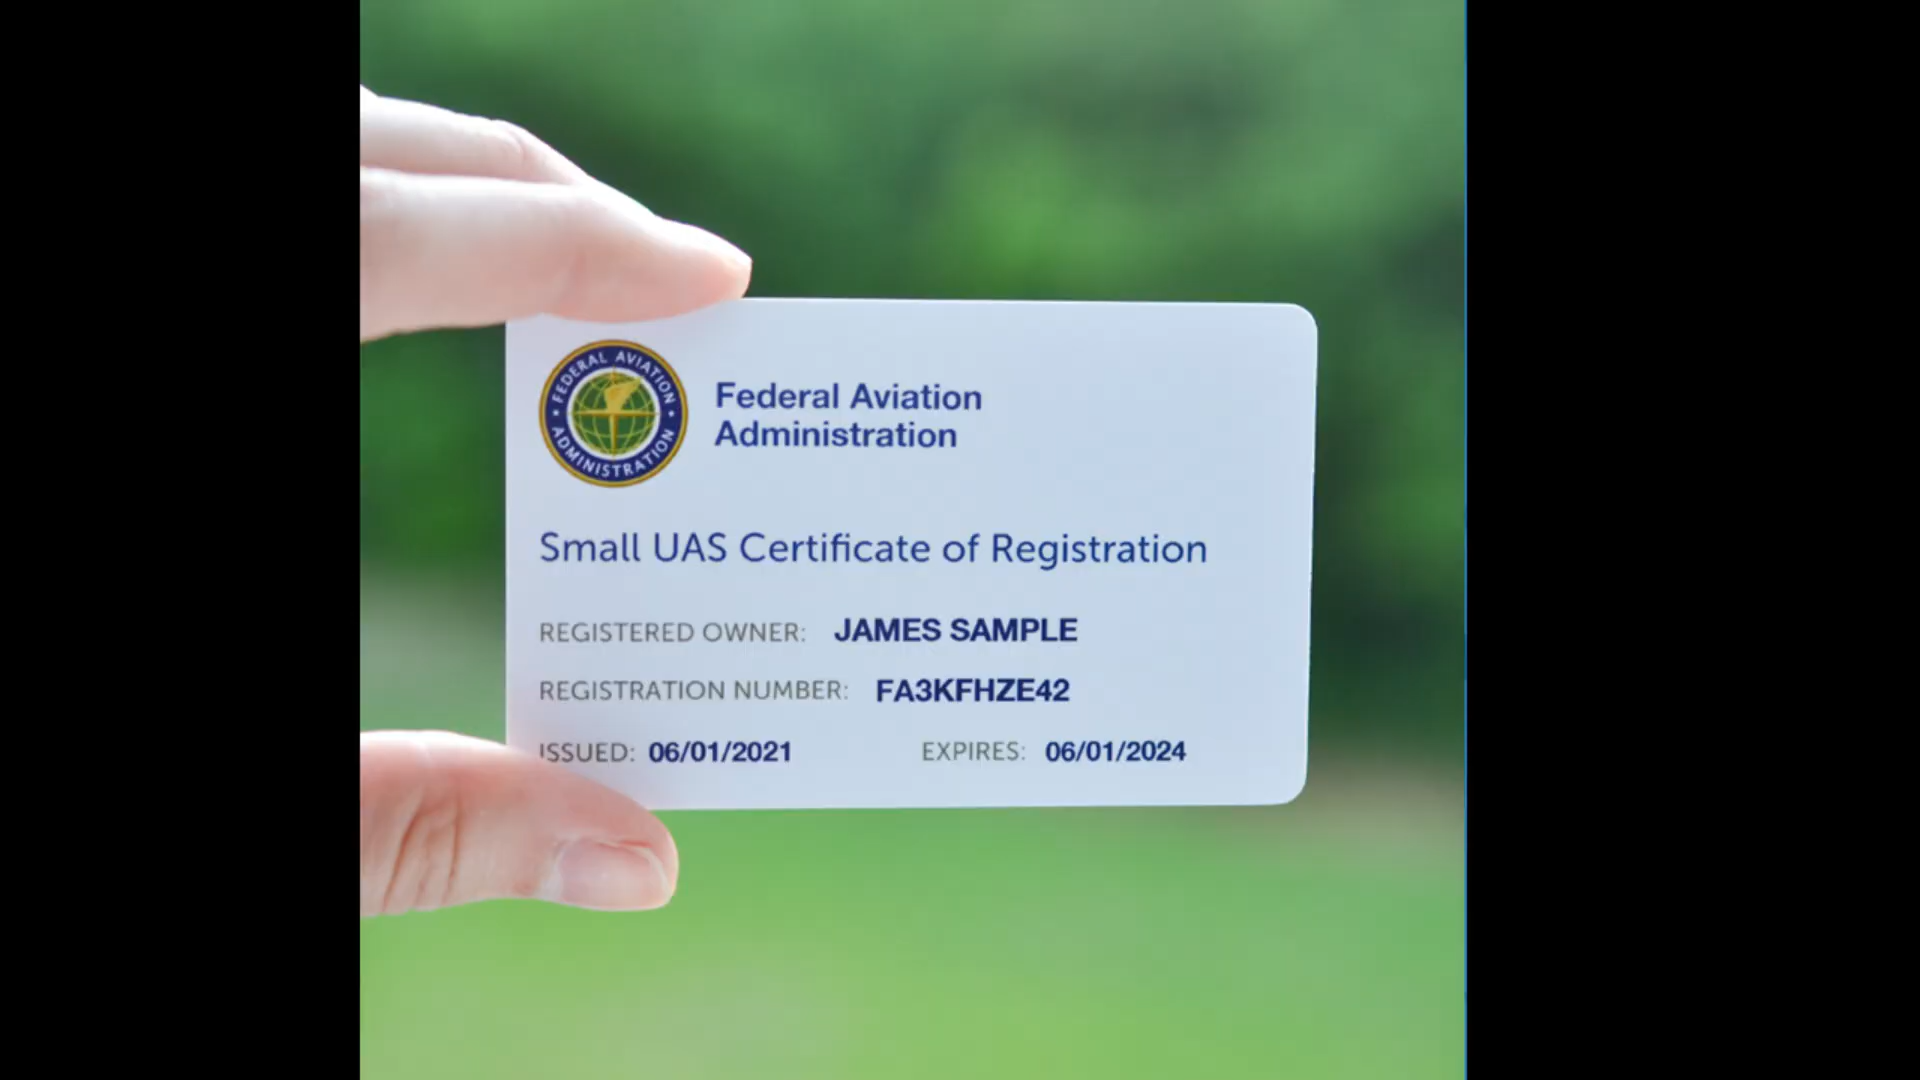 FEDERAL AVIATION
ADMINISTRATION
Federal Aviation
Administration
Small UAS Certificate of Registration
REGISTERED OWNER: JAMES SAMPLE
REGISTRATION NUMBER: FA3KFHZE42
ISSUED: 06/01/2021 EXPIRES: 06/01/2024